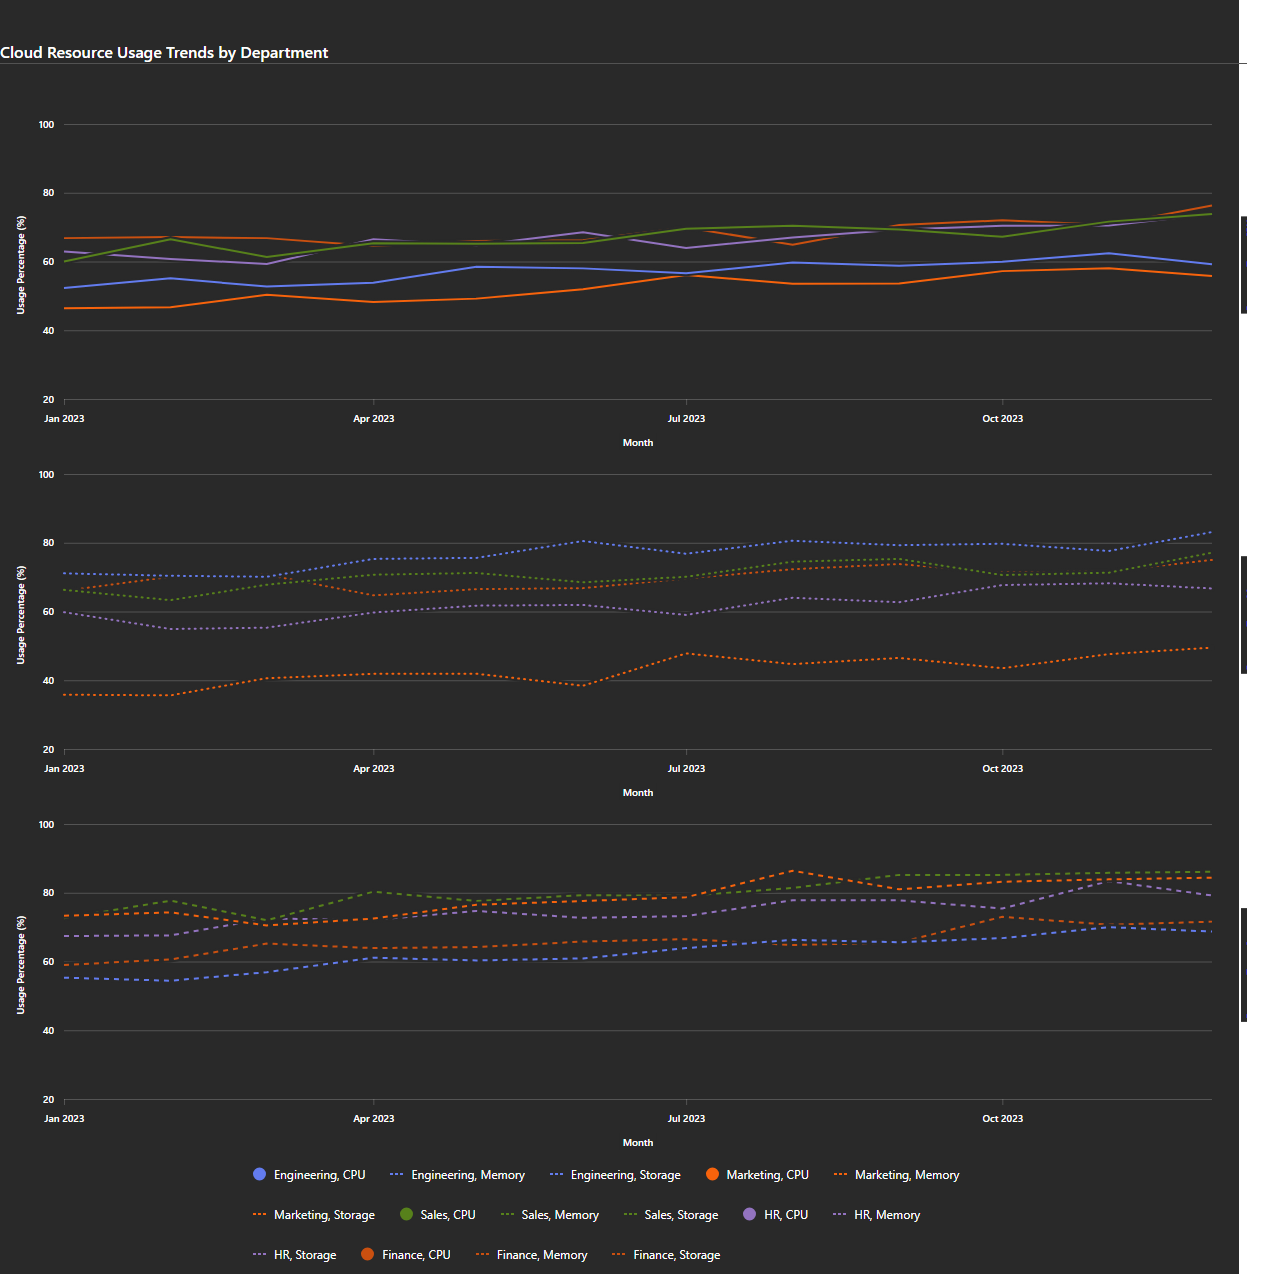 Cloud Resource Usage Trends by Department
100
80
60
40
20
Usage Percentage (%)
Jan 2023 Apr 2023 Jul 2023 Oct 2023
Month
100
80
60
40
20
Usage Percentage (%)
Jan 2023 Apr 2023 Jul 2023 Oct 2023
Month
100
80
60
40
20
Usage Percentage (%)
Jan 2023 Apr 2023 Jul 2023 Oct 2023
Month
Engineering, CPU Engineering, Memory Engineering, Storage Marketing, CPU Marketing, Memory
Marketing, Storage Sales, CPU Sales, Memory Sales, Storage HR, CPU HR, Memory
HR, Storage Finance, CPU Finance, Memory Finance, Storage